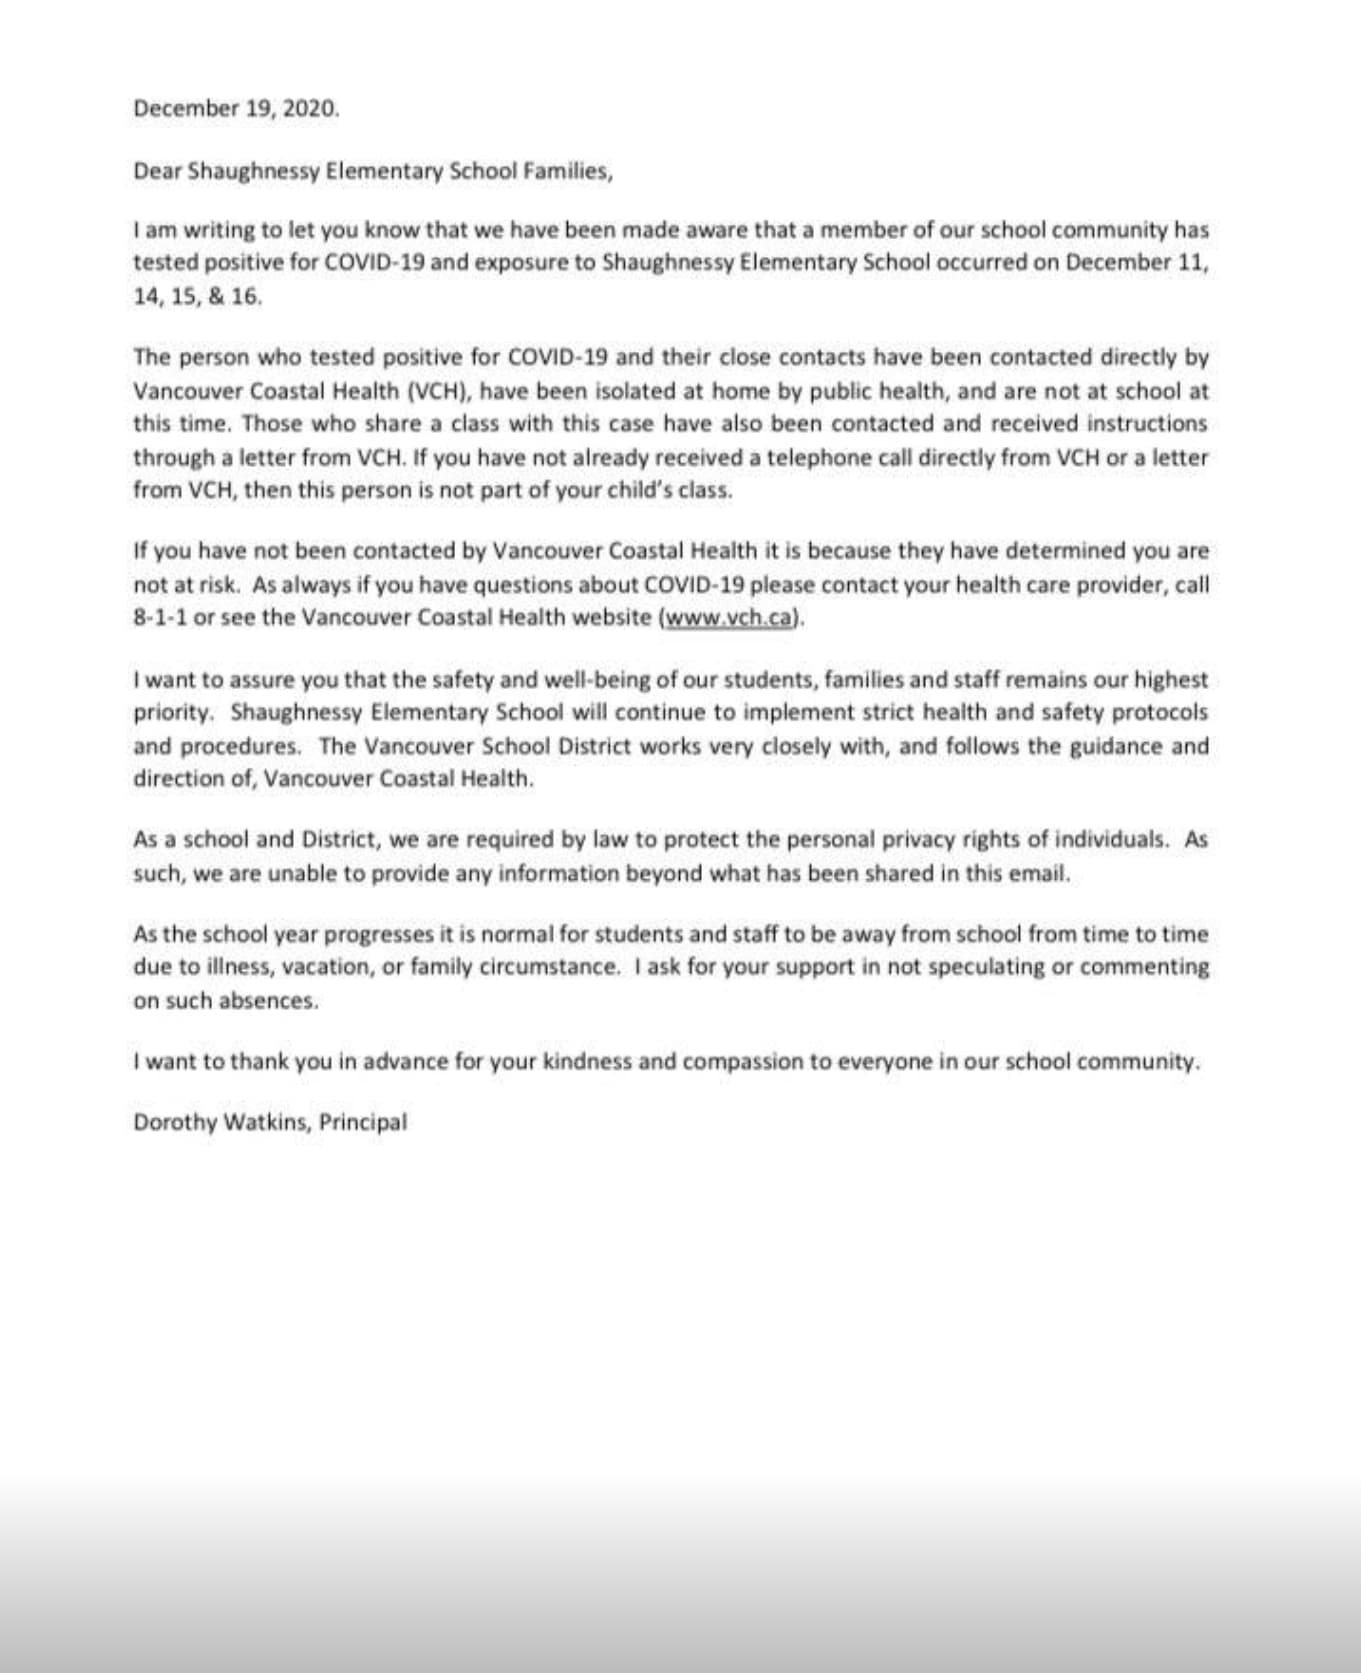 December 19, 2020.
Dear Shaughnessy Elementary School Families,
I am writing to let you know that we have been made aware that a member of our school community has
tested positive for COVID-19 and exposure to Shaughnessy Elementary School occurred on December 11,
14, 15, & 16.
The person who tested positive for COVID-19 and their close contacts have been contacted directly by
Vancouver Coastal Health (VCH), have been isolated at home by public health, and are not at school at
this time. Those who share a class with this case have also been contacted and received instructions
through a letter from VCH. If you have not already received a telephone call directly from VCH or a letter
from VCH, then this person is not part of your child's class.
If you have not been contacted by Vancouver Coastal Health it is because they have determined you are
not at risk.  As always if you have questions about COVID-19 please contact your health care provider, call
8-1-1 or see the Vancouver Coastal Health website (www.vch.ca).
I want to assure you that the safety and well-being of our students, families and staff remains our highest
priority.  Shaughnessy Elementary School will continue to implement strict health and safety protocols
and procedures.  The Vancouver School District works very closely with, and follows the guidance and
direction of, Vancouver Coastal Health.
As a school and District, we are required by law to protect the personal privacy rights of individuals.  As
such, we are unable to provide any information beyond what has been shared in this email.
As the school year progresses it is normal for students and staff to be away from school from time to time
due to illness, vacation, or family circumstance.  I ask for your support in not speculating or commenting
on such absences.
I want to thank you in advance for your kindness and compassion to everyone in our school community.
Dorothy Watkins, Principal